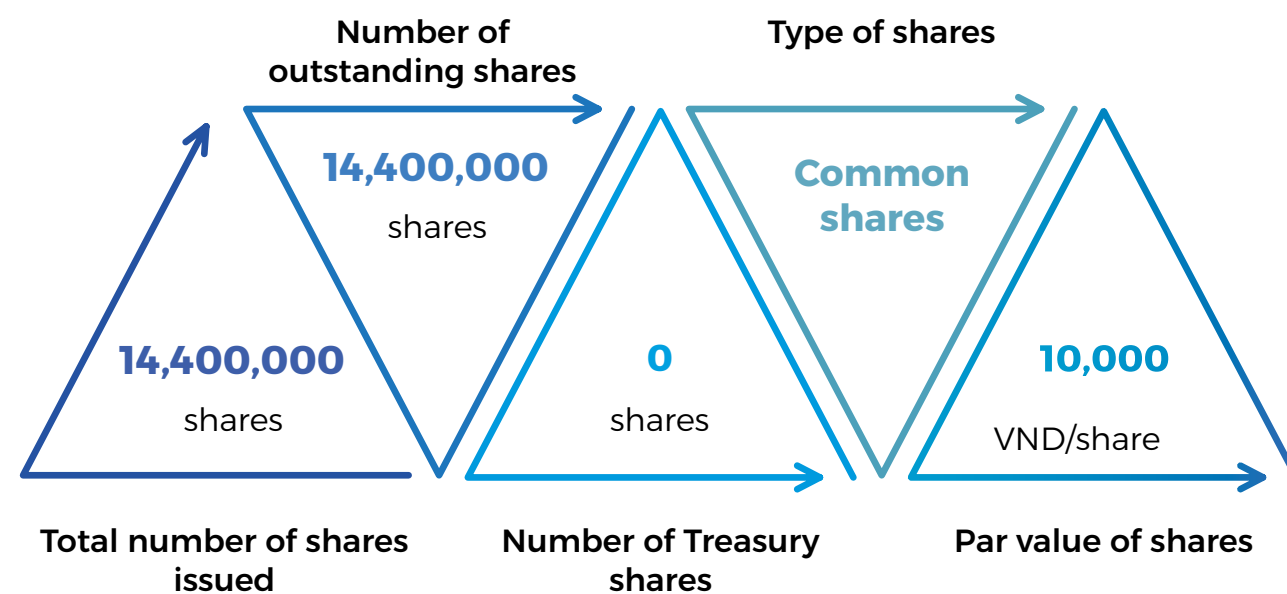 Number of
outstanding shares
Type of shares
14,400,000
shares
Common
shares
14,400,000
shares
0
shares
10,000
VND/share
Total number of shares
issued
Number of Treasury
shares
Par value of shares